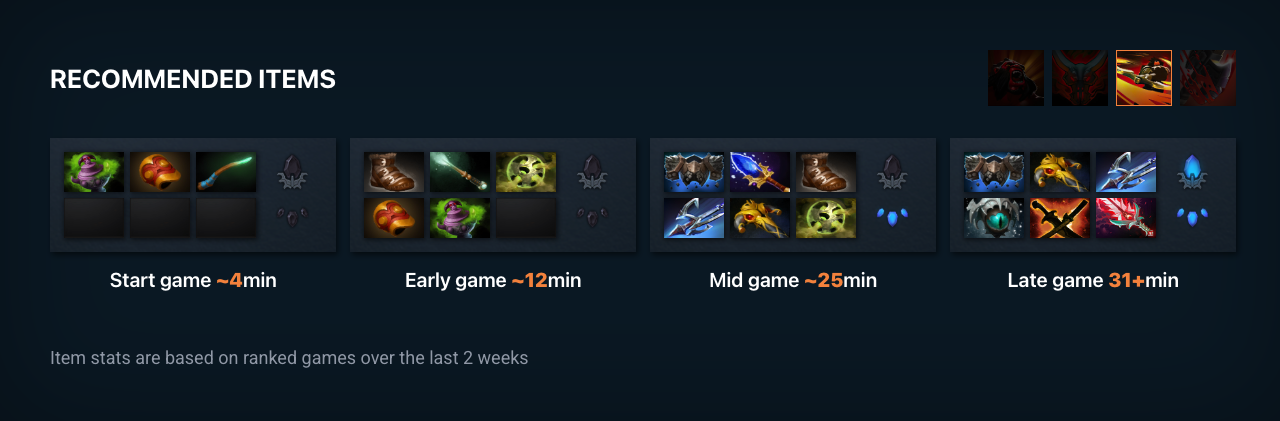 RECOMMENDED ITEMS
Start game ~4min
Early game ~12min
Mid game ~25min
Late game 31+min
Item stats are based on ranked games over the last 2 weeks